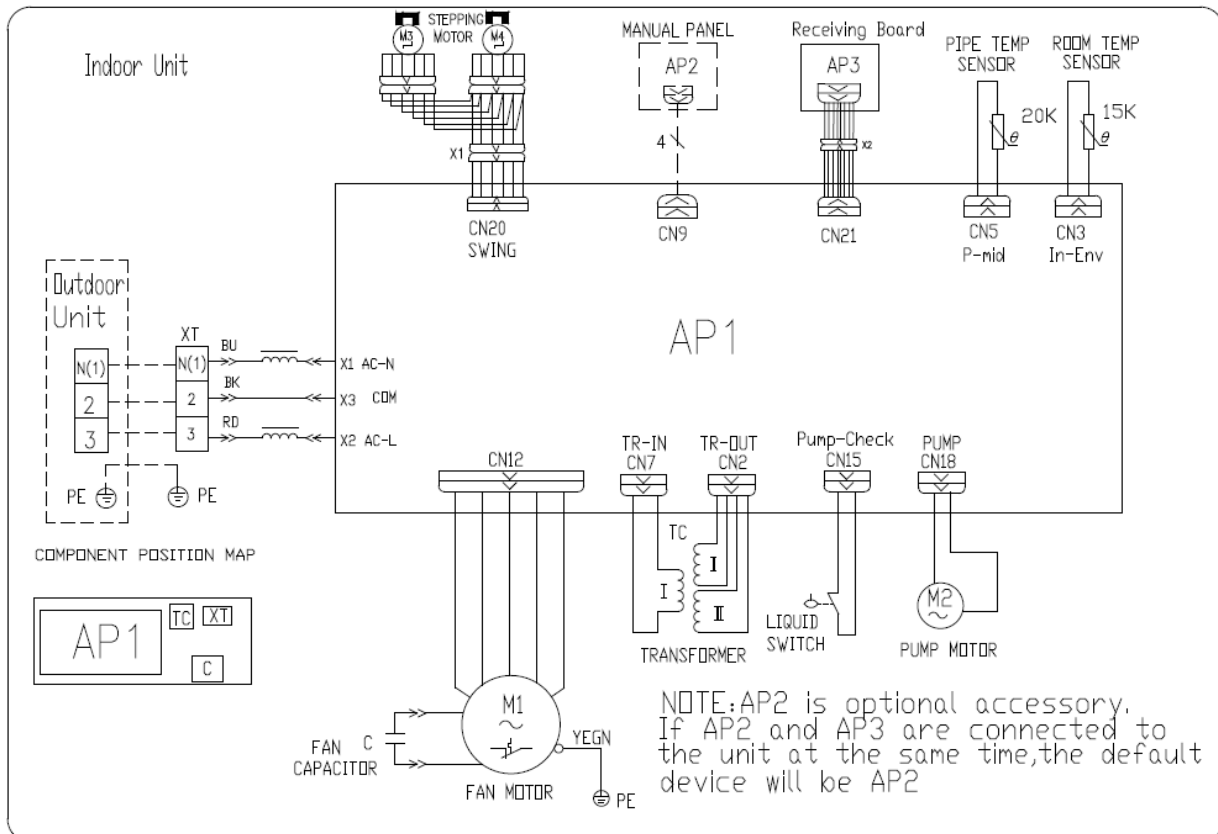 Indoor Unit
STEPPING
MOTOR
M3
M4
X1
CN20
SWING
MANUAL PANEL
AP2
4
CN9
Receiving Board
AP3
X2
CN21
PIPE TEMP
SENSOR
20K
θ
CN5
P-mid
ROOM TEMP
SENSOR
15K
θ
CN3
In-Env
Outdoor
Unit
N(1)
2
3
PE
XT
N(1)
2
3
PE
BU
BK
RD
X1 AC-N
X3 COM
X2 AC-L
AP1
CN12
TR-IN
CN7
TR-OUT
CN2
Pump-Check
CN15
PUMP
CN18
TC
I
I
II
TRANSFORMER
LIQUID
SWITCH
M2
PUMP MOTOR
COMPONENT POSITION MAP
AP1
TC
XT
C
FAN
CAPACITOR
C
M1
FAN MOTOR
YEGN
PE
NOTE:AP2 is optional accessory.
If AP2 and AP3 are connected to
the unit at the same time,the default
device will be AP2